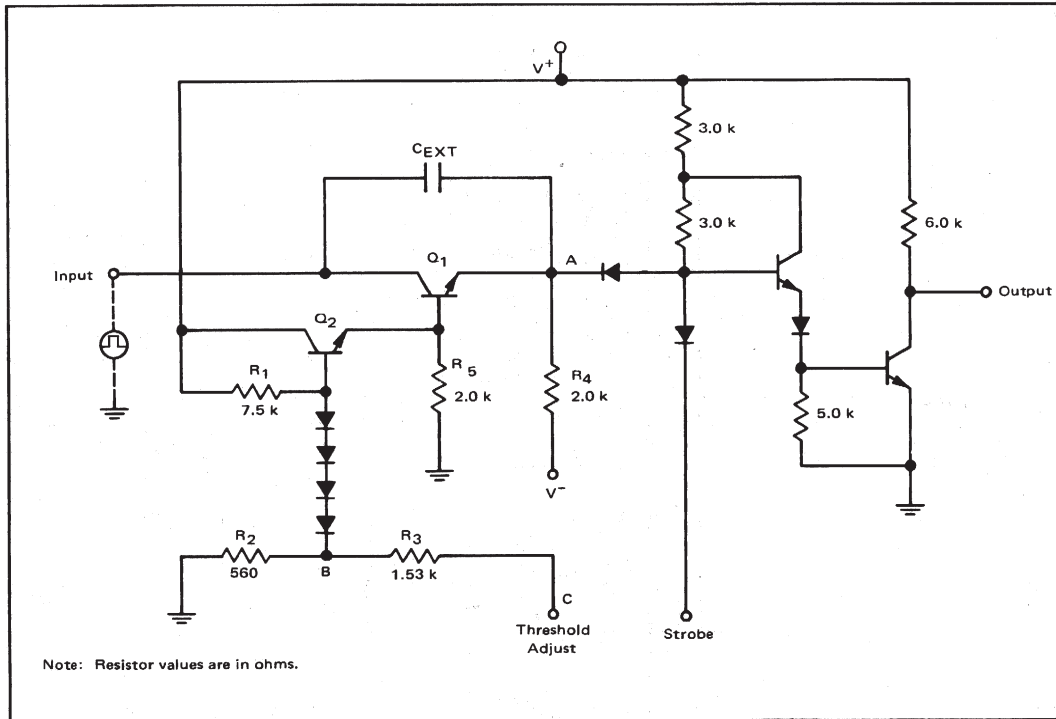 V+
3.0 k
CEXT
3.0 k
6.0 k
Input
Q1
A
Output
Q2
R1
7.5 k
R5
2.0 k
R4
2.0 k
5.0 k
V−
R2
560
B
R3
1.53 k
C
Threshold
Adjust
Strobe
Note: Resistor values are in ohms.